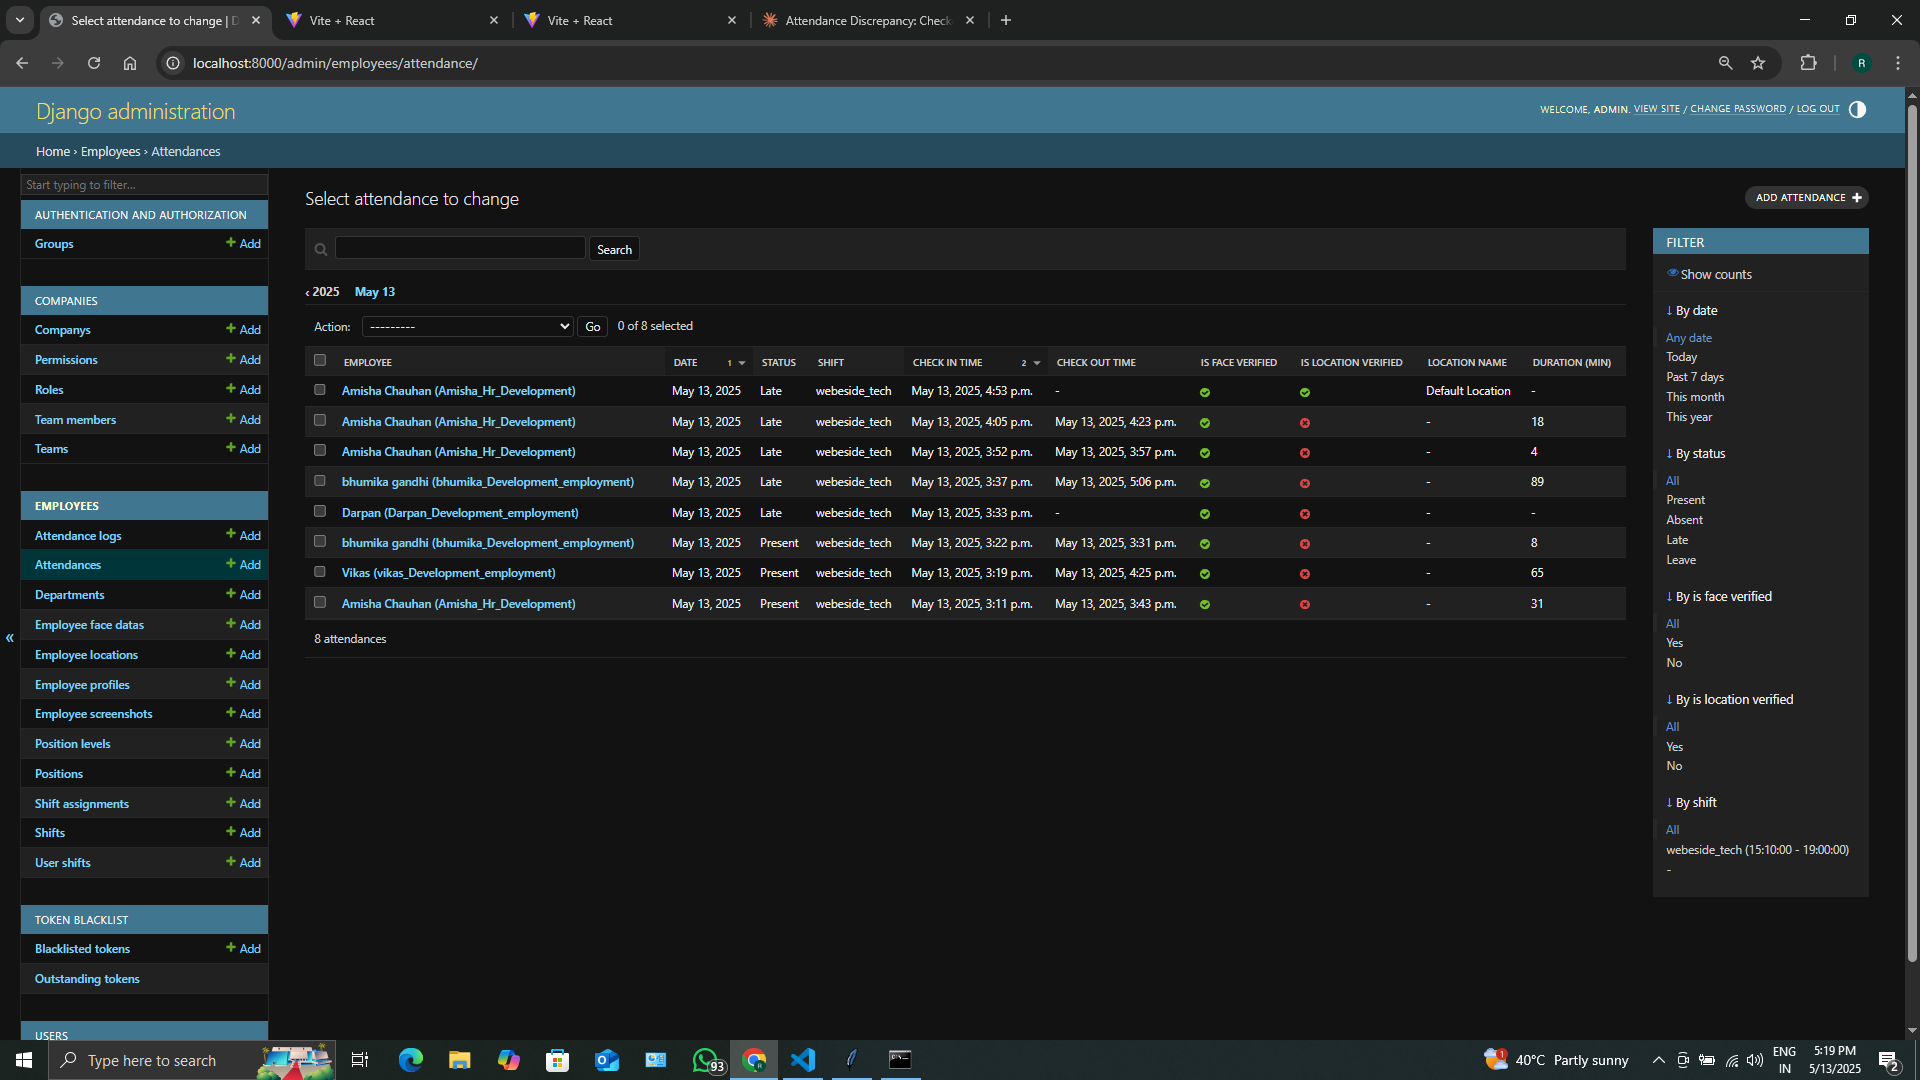 Select attendance to change | D
Vite + React
Vite + React
Attendance Discrepancy: Check
localhost:8000/admin/employees/attendance/
R
Django administration
WELCOME, ADMIN. VIEW SITE / CHANGE PASSWORD / LOG OUT
Home › Employees › Attendances
Start typing to filter...
AUTHENTICATION AND AUTHORIZATION
Groups + Add
COMPANIES
Companys + Add
Permissions + Add
Roles + Add
Team members + Add
Teams + Add
EMPLOYEES
Attendance logs + Add
Attendances + Add
Departments + Add
Employee face datas + Add
Employee locations + Add
Employee profiles + Add
Employee screenshots + Add
Position levels + Add
Positions + Add
Shift assignments + Add
Shifts + Add
User shifts + Add
TOKEN BLACKLIST
Blacklisted tokens + Add
Outstanding tokens
USERS
«
Select attendance to change
ADD ATTENDANCE +
Search
‹ 2025 May 13
Action: --------- Go 0 of 8 selected
EMPLOYEE DATE 1 STATUS SHIFT CHECK IN TIME 2 CHECK OUT TIME IS FACE VERIFIED IS LOCATION VERIFIED LOCATION NAME DURATION (MIN)
Amisha Chauhan (Amisha_Hr_Development) May 13, 2025 Late webeside_tech May 13, 2025, 4:53 p.m. - Default Location -
Amisha Chauhan (Amisha_Hr_Development) May 13, 2025 Late webeside_tech May 13, 2025, 4:05 p.m. May 13, 2025, 4:23 p.m. - 18
Amisha Chauhan (Amisha_Hr_Development) May 13, 2025 Late webeside_tech May 13, 2025, 3:52 p.m. May 13, 2025, 3:57 p.m. - 4
bhumika gandhi (bhumika_Development_employment) May 13, 2025 Late webeside_tech May 13, 2025, 3:37 p.m. May 13, 2025, 5:06 p.m. - 89
Darpan (Darpan_Development_employment) May 13, 2025 Late webeside_tech May 13, 2025, 3:33 p.m. - - -
bhumika gandhi (bhumika_Development_employment) May 13, 2025 Present webeside_tech May 13, 2025, 3:22 p.m. May 13, 2025, 3:31 p.m. - 8
Vikas (vikas_Development_employment) May 13, 2025 Present webeside_tech May 13, 2025, 3:19 p.m. May 13, 2025, 4:25 p.m. - 65
Amisha Chauhan (Amisha_Hr_Development) May 13, 2025 Present webeside_tech May 13, 2025, 3:11 p.m. May 13, 2025, 3:43 p.m. - 31
8 attendances
FILTER
Show counts
↓ By date
Any date
Today
Past 7 days
This month
This year
↓ By status
All
Present
Absent
Late
Leave
↓ By is face verified
All
Yes
No
↓ By is location verified
All
Yes
No
↓ By shift
All
webeside_tech (15:10:00 - 19:00:00)
-
Type here to search
93
1
40°C Partly sunny
ENG
IN
5:19 PM
5/13/2025
2